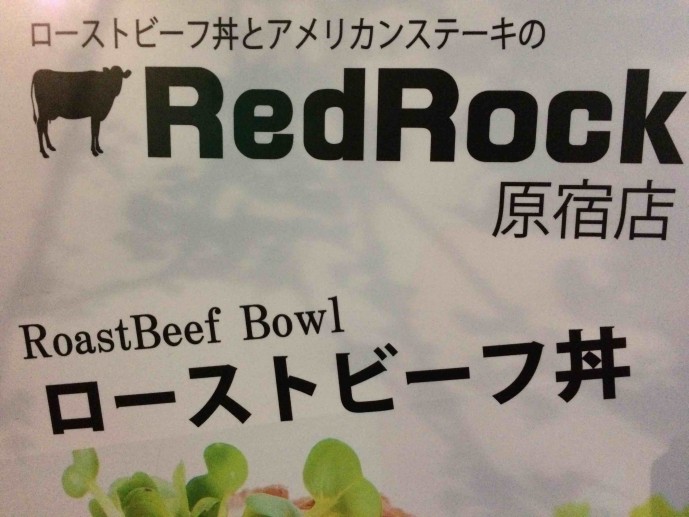 ローストビーフ丼とアメリカンステーキの
RedRock
原宿店
RoastBeef Bowl
ローストビーフ丼